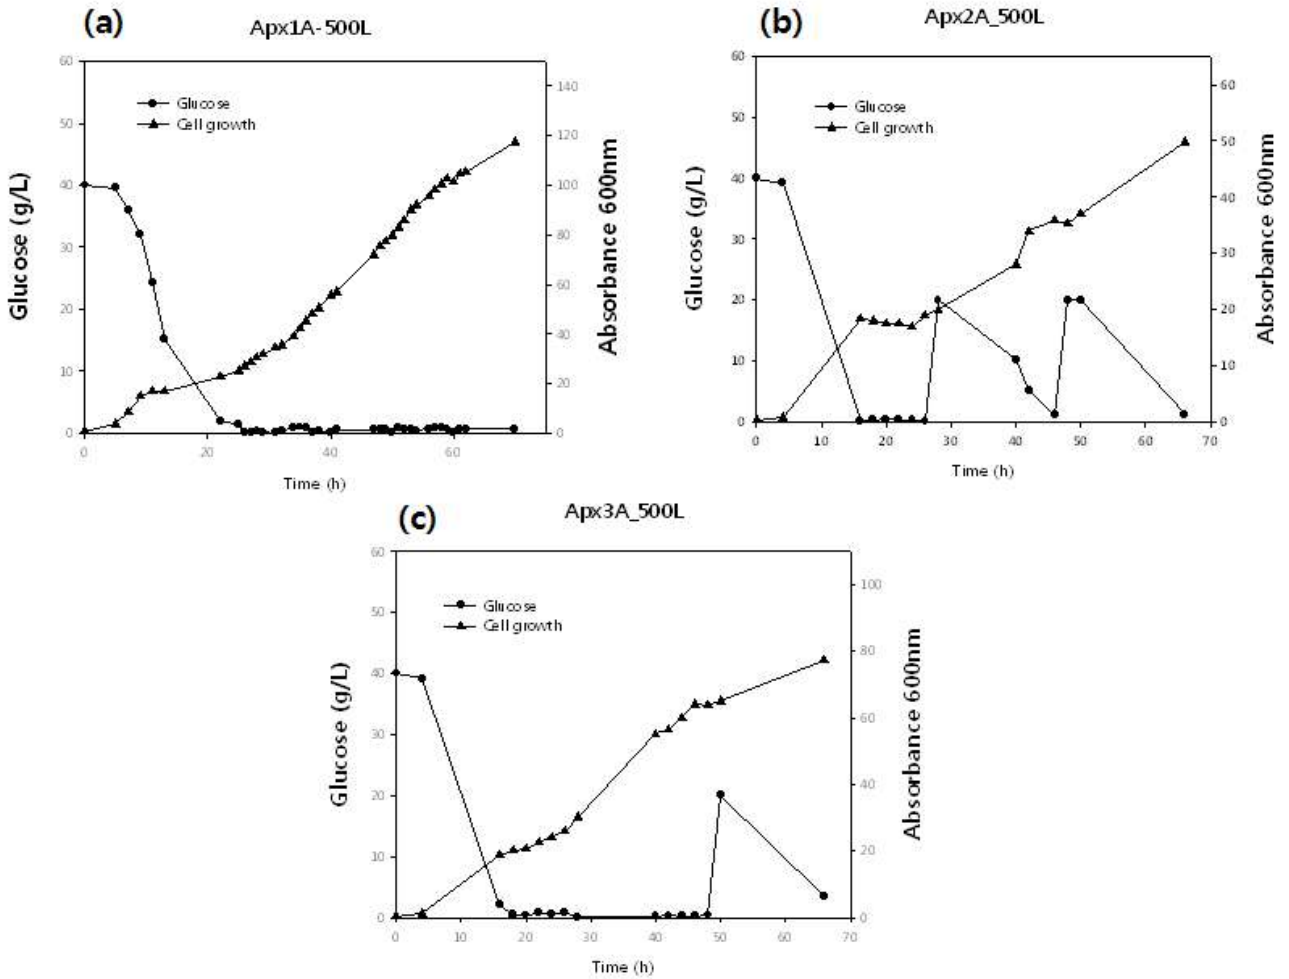 (a)
Apx1A-500L
60
50
40
30
20
10
0
Glucose (g/L)
Glucose
Cell growth
140
120
100
80
60
40
20
0
Absorbance 600nm
0 20 40 60
Time (h)
(b)
Apx2A_500L
60
50
40
30
20
10
0
Glucose (g/L)
Glucose
Cell growth
60
50
40
30
20
10
0
Absorbance 600nm
0 10 20 30 40 50 60 70
Time (h)
(c)
Apx3A_500L
60
50
40
30
20
10
0
Glucose (g/L)
Glucose
Cell growth
100
80
60
40
20
0
Absorbance 600nm
0 10 20 30 40 50 60 70
Time (h)